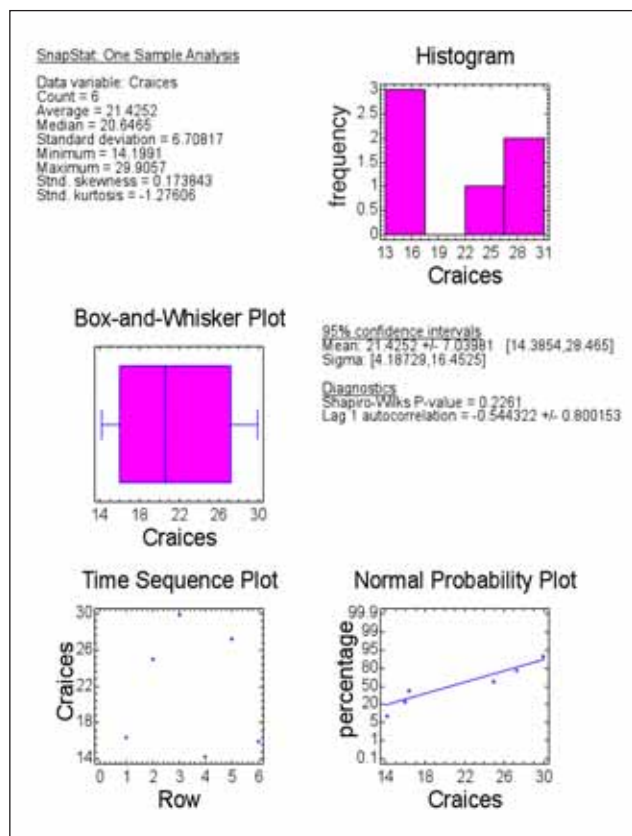 SnapStat: One Sample Analysis
Data variable: Craices
Count = 6
Average = 21.4252
Median = 20.6465
Standard deviation = 6.70817
Minimum = 14.1991
Maximum = 29.9057
Stnd. skewness = 0.173843
Stnd. kurtosis = -1.27606
Histogram
frequency
3
2.5
2
1.5
1
0.5
0
13 16 19 22 25 28 31
Craices
Box-and-Whisker Plot
14 18 22 26 30
Craices
95% confidence intervals
Mean: 21.4252 +/- 7.03981 [14.3854,28.465]
Sigma: [4.18729,16.4525]
Diagnostics
Shapiro-Wilks P-value = 0.2261
Lag 1 autocorrelation = -0.544322 +/- 0.800153
Time Sequence Plot
Craices
30
26
22
18
14
0 1 2 3 4 5 6
Row
Normal Probability Plot
percentage
99.9
99
95
80
50
20
5
1
0.1
14 18 22 26 30
Craices